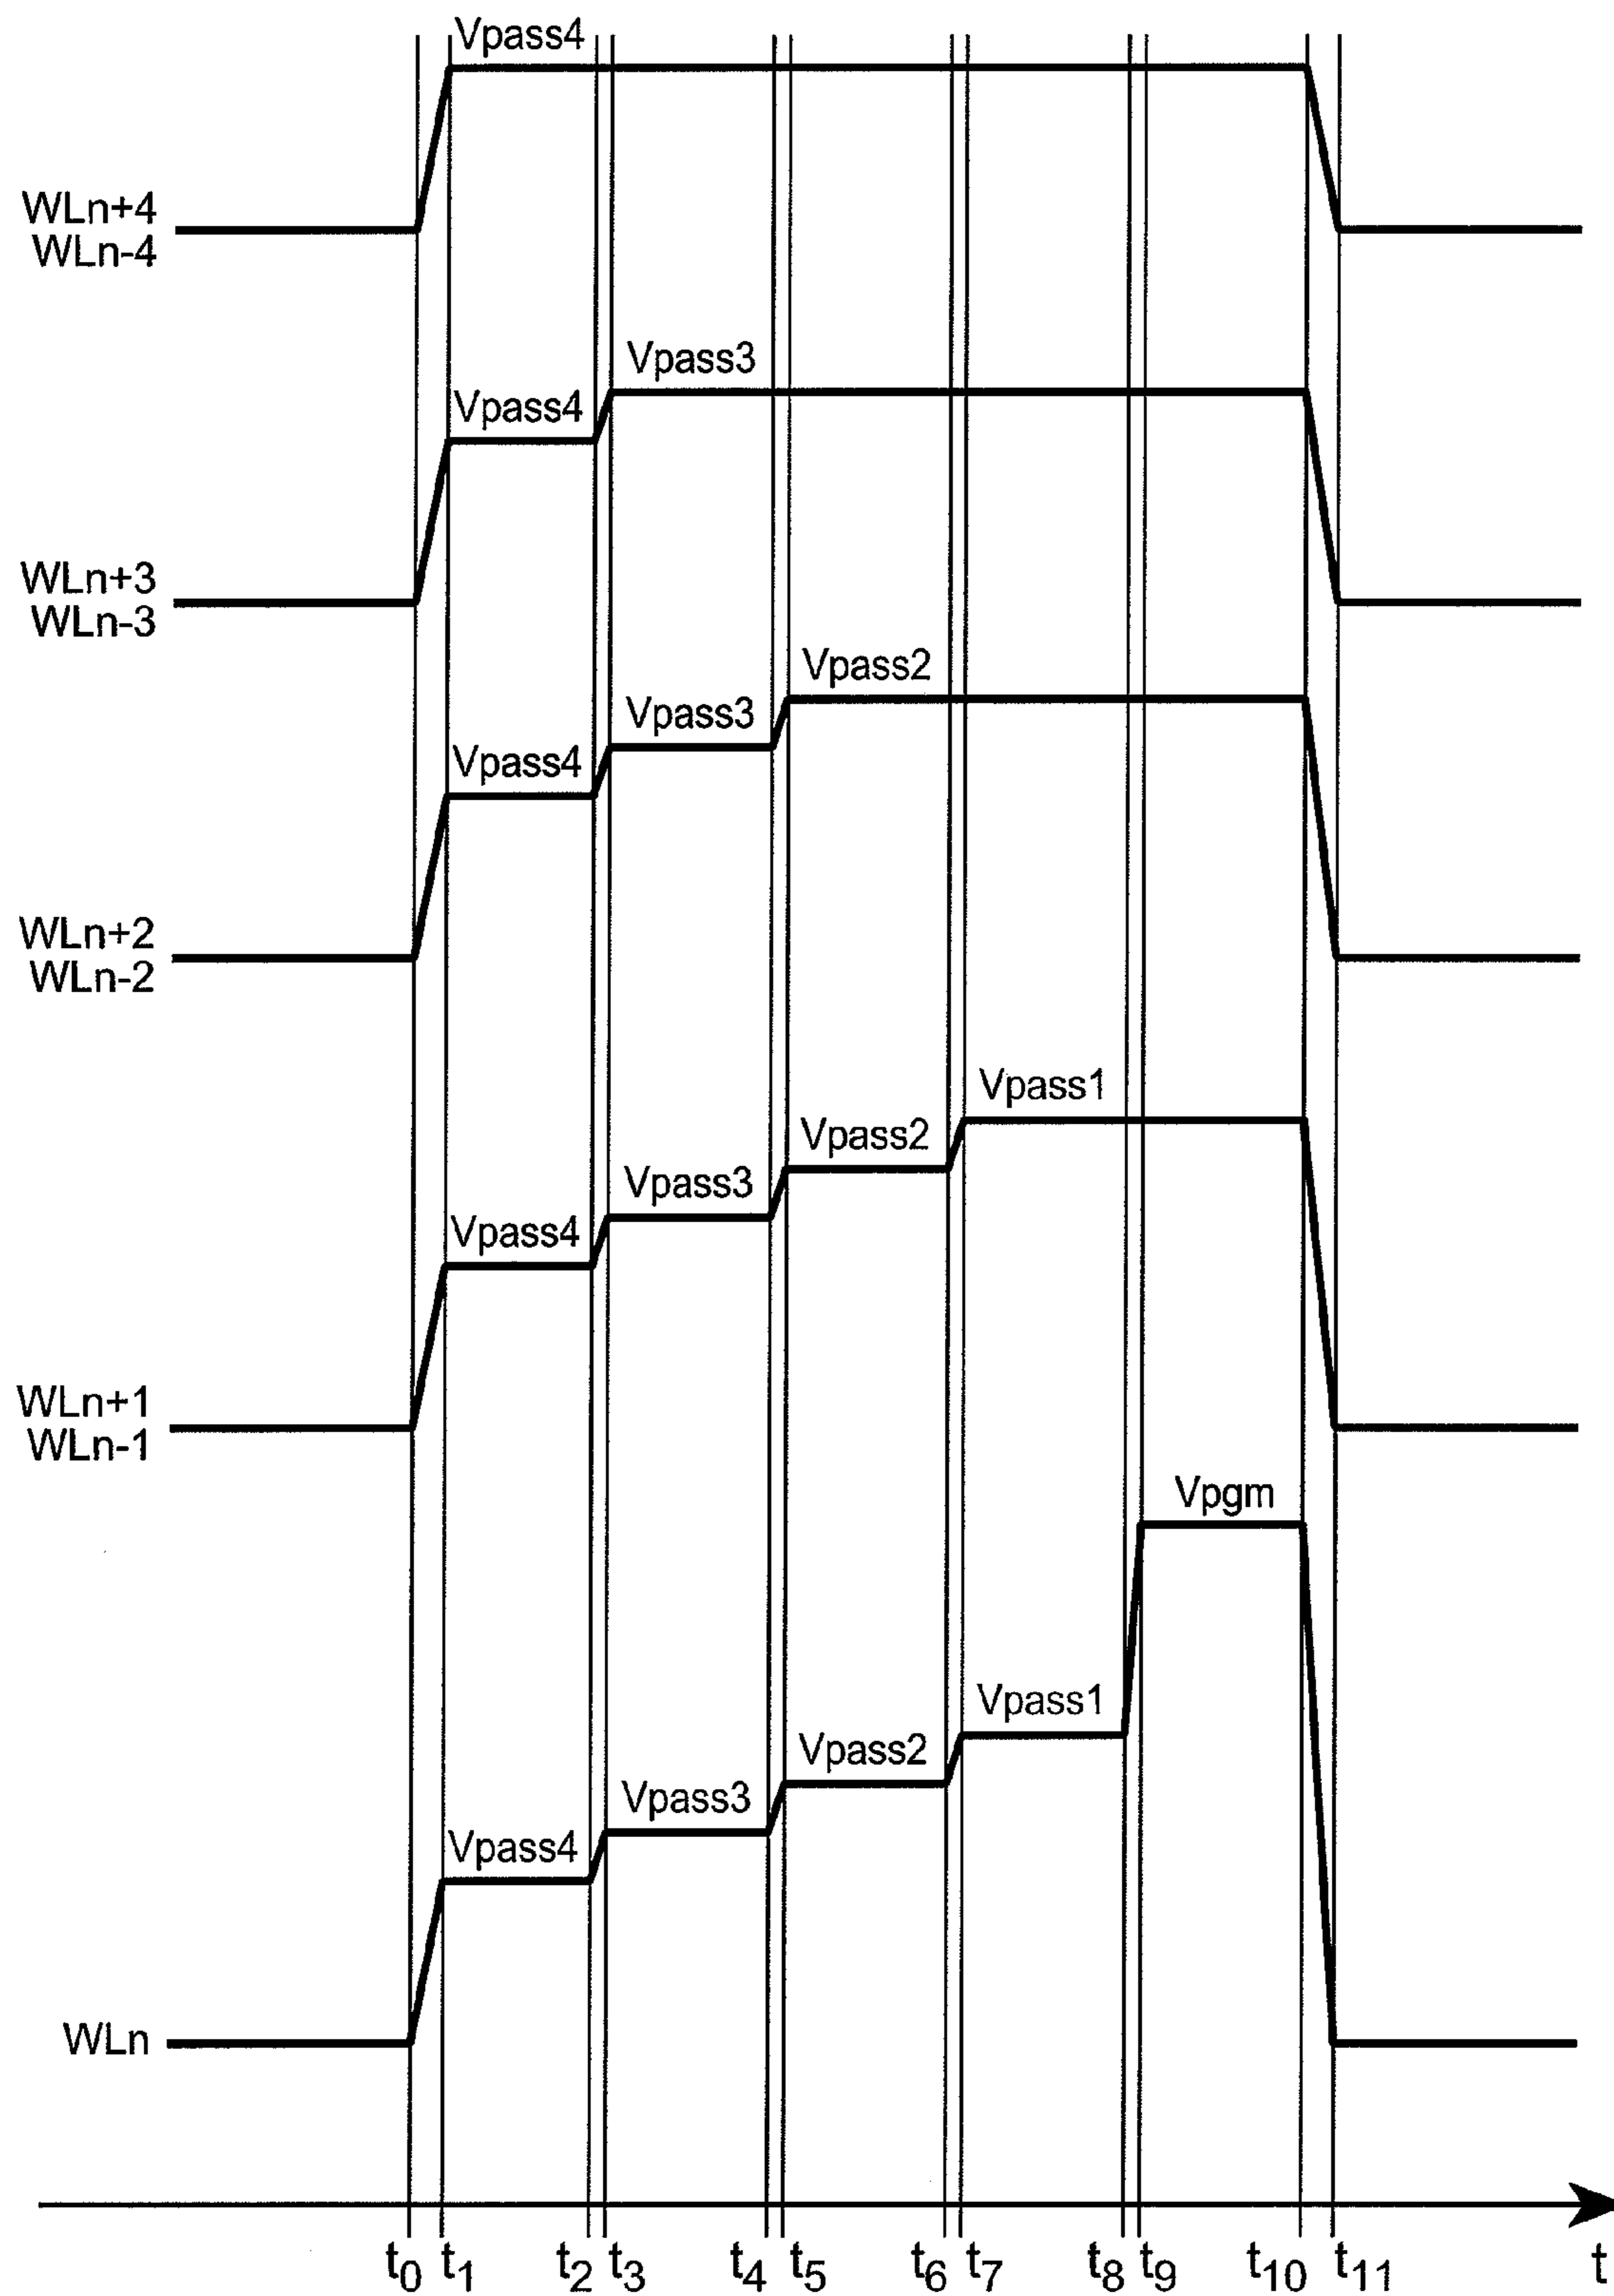 Vpass4
WLn+4
WLn-4
Vpass3
Vpass4
WLn+3
WLn-3
Vpass2
Vpass3
Vpass4
WLn+2
WLn-2
Vpass1
Vpass2
Vpass3
Vpass4
WLn+1
WLn-1
Vpgm
Vpass1
Vpass2
Vpass3
Vpass4
WLn
t0 t1 t2 t3 t4 t5 t6 t7 t8 t9 t10 t11 t